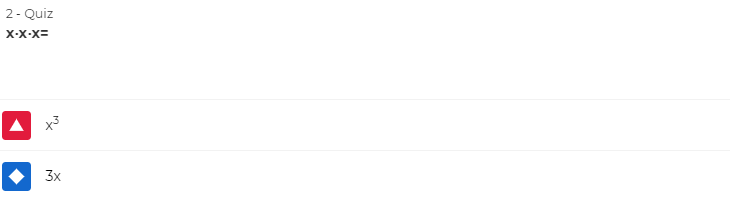 2 - Quiz
x·x·x=
x³
3x